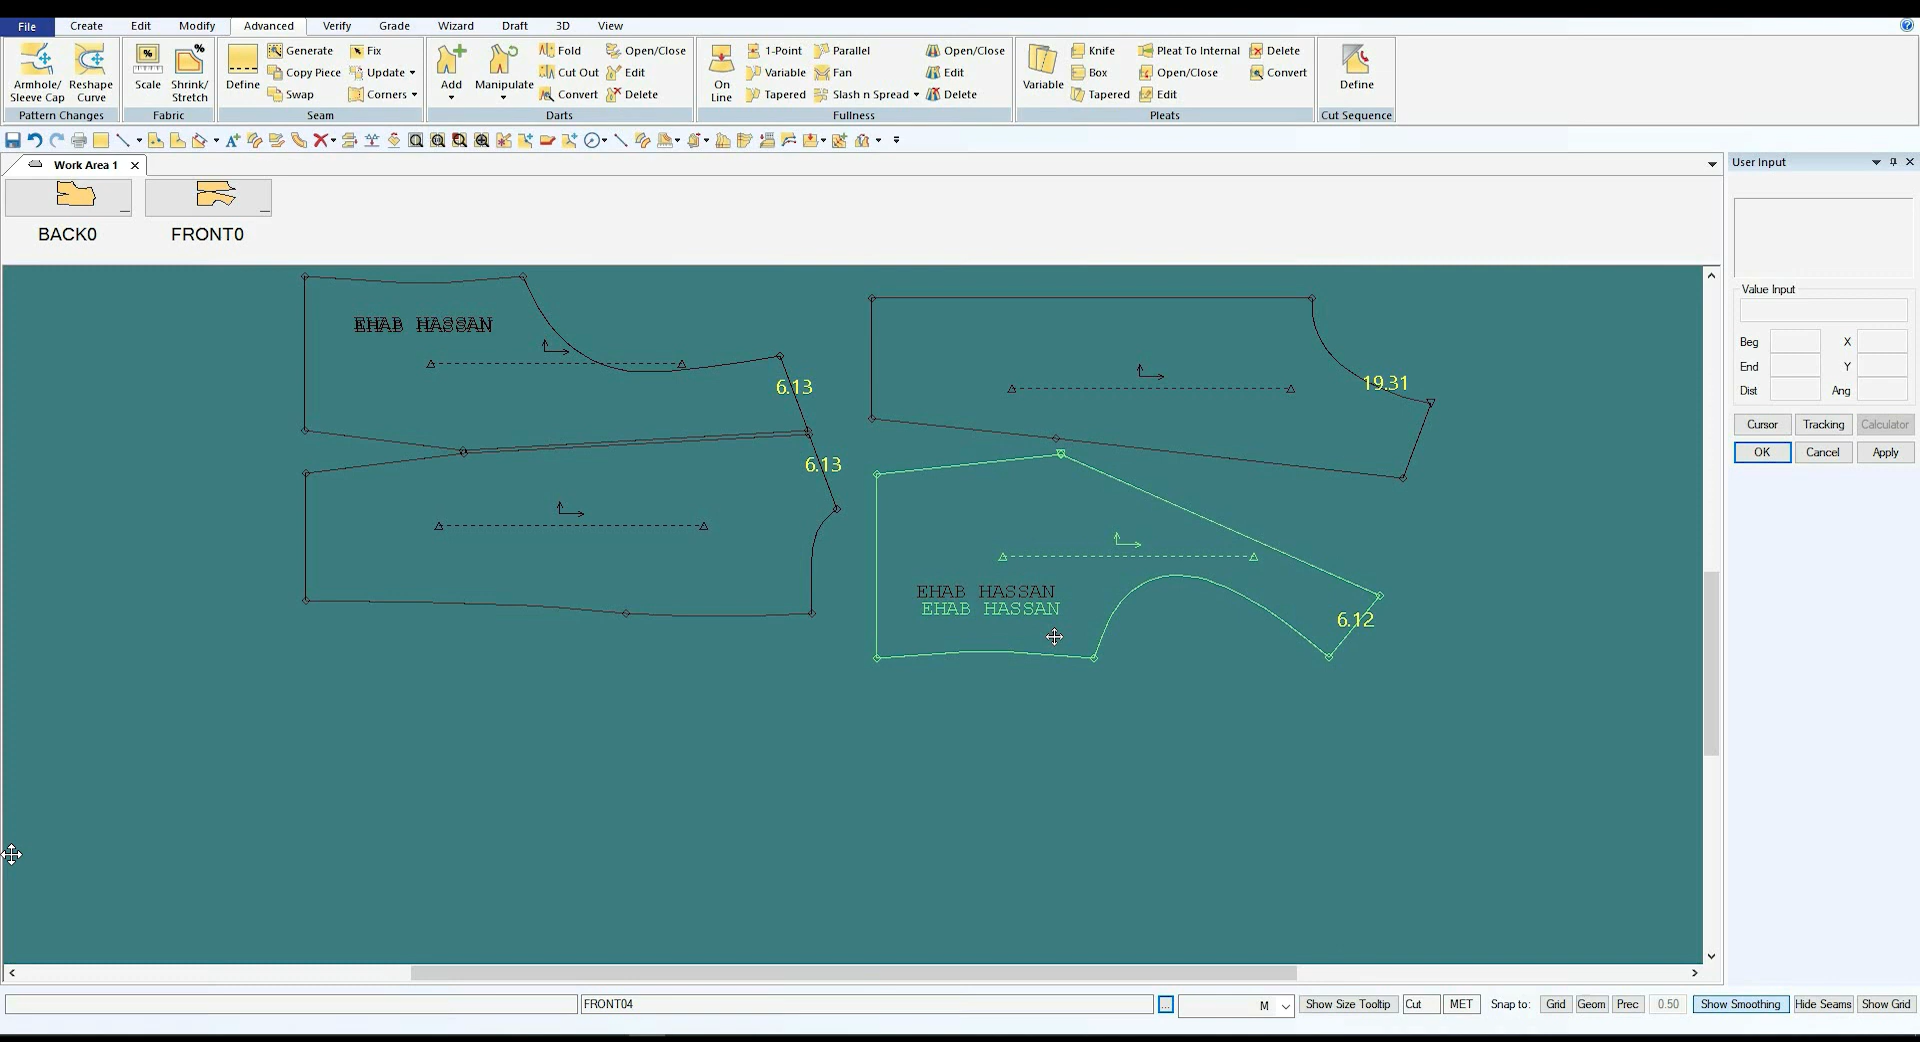 File Create Edit Modify Advanced Verify Grade Wizard Draft 3D View
Armhole/ Sleeve Cap
Reshape Curve
Pattern Changes
Scale
Shrink/ Stretch
Fabric
Define
Generate
Copy Piece
Swap
Fix
Update
Corners
Seam
Add
Manipulate
Fold
Cut Out
Convert
Open/Close
Edit
Delete
Darts
On Line
1-Point
Variable
Tapered
Parallel
Fan
Slash n Spread
Open/Close
Edit
Delete
Fullness
Variable
Knife
Box
Tapered
Pleat To Internal
Open/Close
Edit
Delete
Convert
Pleats
Define
Cut Sequence
Work Area 1
BACK0
FRONT0
EHAB HASSAN
6.13
6.13
19.31
EHAB HASSAN
EHAB HASSAN
6.12
User Input
Value Input
Beg X
End Y
Dist Ang
Cursor Tracking Calculator
OK Cancel Apply
FRONT04 ... M Show Size Tooltip Cut MET Snap to: Grid Geom Prec 0.50 Show Smoothing Hide Seams Show Grid